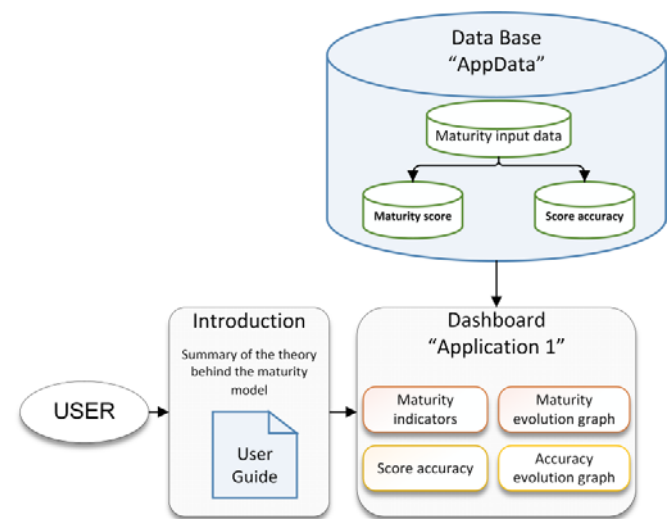 Data Base
“AppData”
Maturity input data
Maturity score
Score accuracy
Introduction
Summary of the theory
behind the maturity
model
User
Guide
USER
Dashboard
“Application 1”
Maturity
indicators
Maturity
evolution graph
Score accuracy
Accuracy
evolution graph